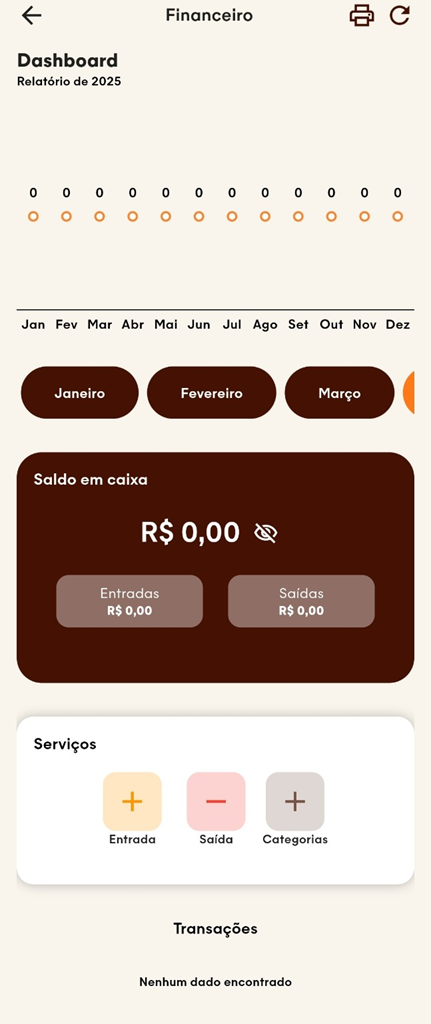 Financeiro
Dashboard
Relatório de 2025
0 0 0 0 0 0 0 0 0 0 0 0
Jan Fev Mar Abr Mai Jun Jul Ago Set Out Nov Dez
Janeiro Fevereiro Março
Saldo em caixa
R$ 0,00
Entradas Saídas
R$ 0,00 R$ 0,00
Serviços
Entrada Saída Categorias
Transações
Nenhum dado encontrado